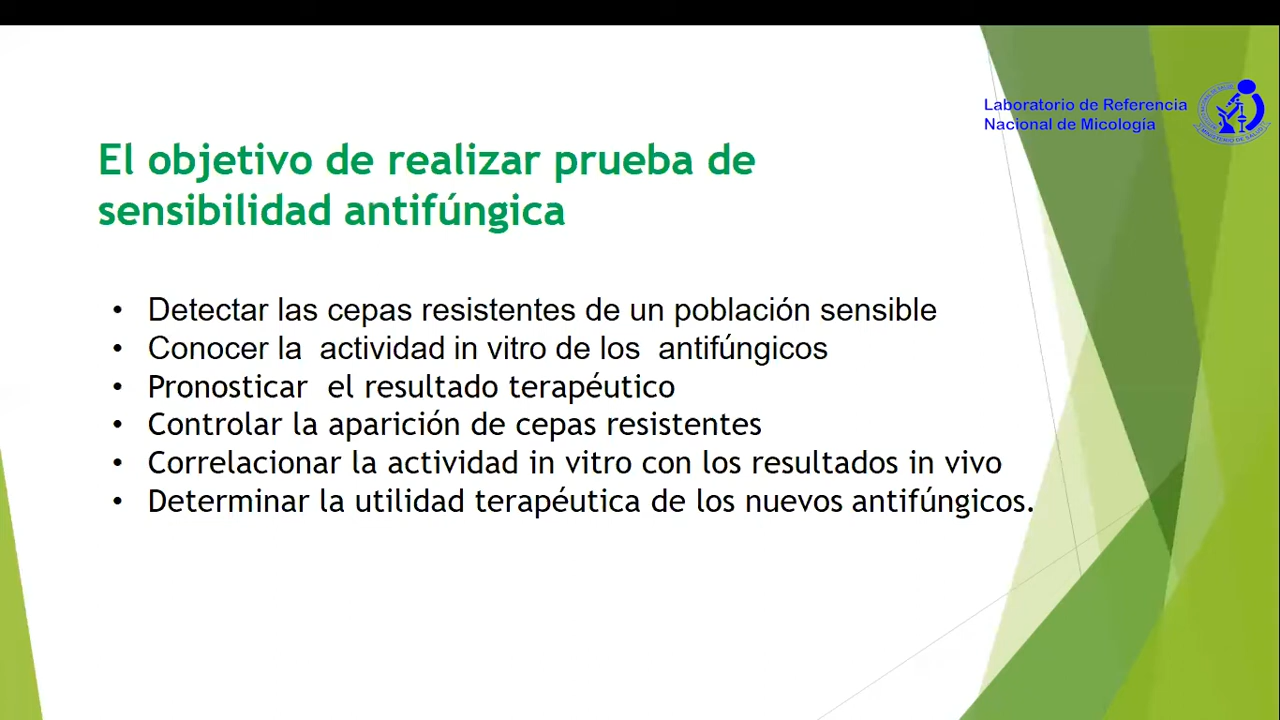 Laboratorio de Referencia
Nacional de Micología
El objetivo de realizar prueba de
sensibilidad antifúngica
• Detectar las cepas resistentes de un población sensible
• Conocer la  actividad in vitro de los  antifúngicos
• Pronosticar  el resultado terapéutico
• Controlar la aparición de cepas resistentes
• Correlacionar la actividad in vitro con los resultados in vivo
• Determinar la utilidad terapéutica de los nuevos antifúngicos.